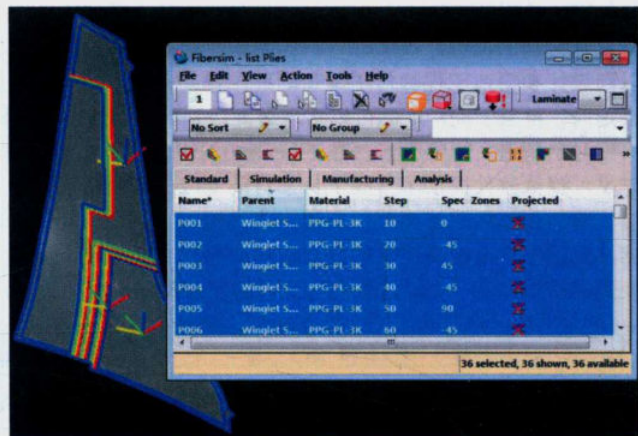 Fibersim - list Plies
File Edit View Action Tools Help
1 Laminate
No Sort No Group
Standard Simulation Manufacturing Analysis
Name* Parent Material Step Spec Zones Projected
P001 Winglet S... PPG-PL-3K 10 0
P002 Winglet S... PPG-PL-3K 20 -45
P003 Winglet S... PPG-PL-3K 30 45
P004 Winglet S... PPG-PL-3K 40 -45
P005 Winglet S... PPG-PL-3K 50 90
P006 Winglet S... PPG-PL-3K 60 -45
36 selected, 36 shown, 36 available